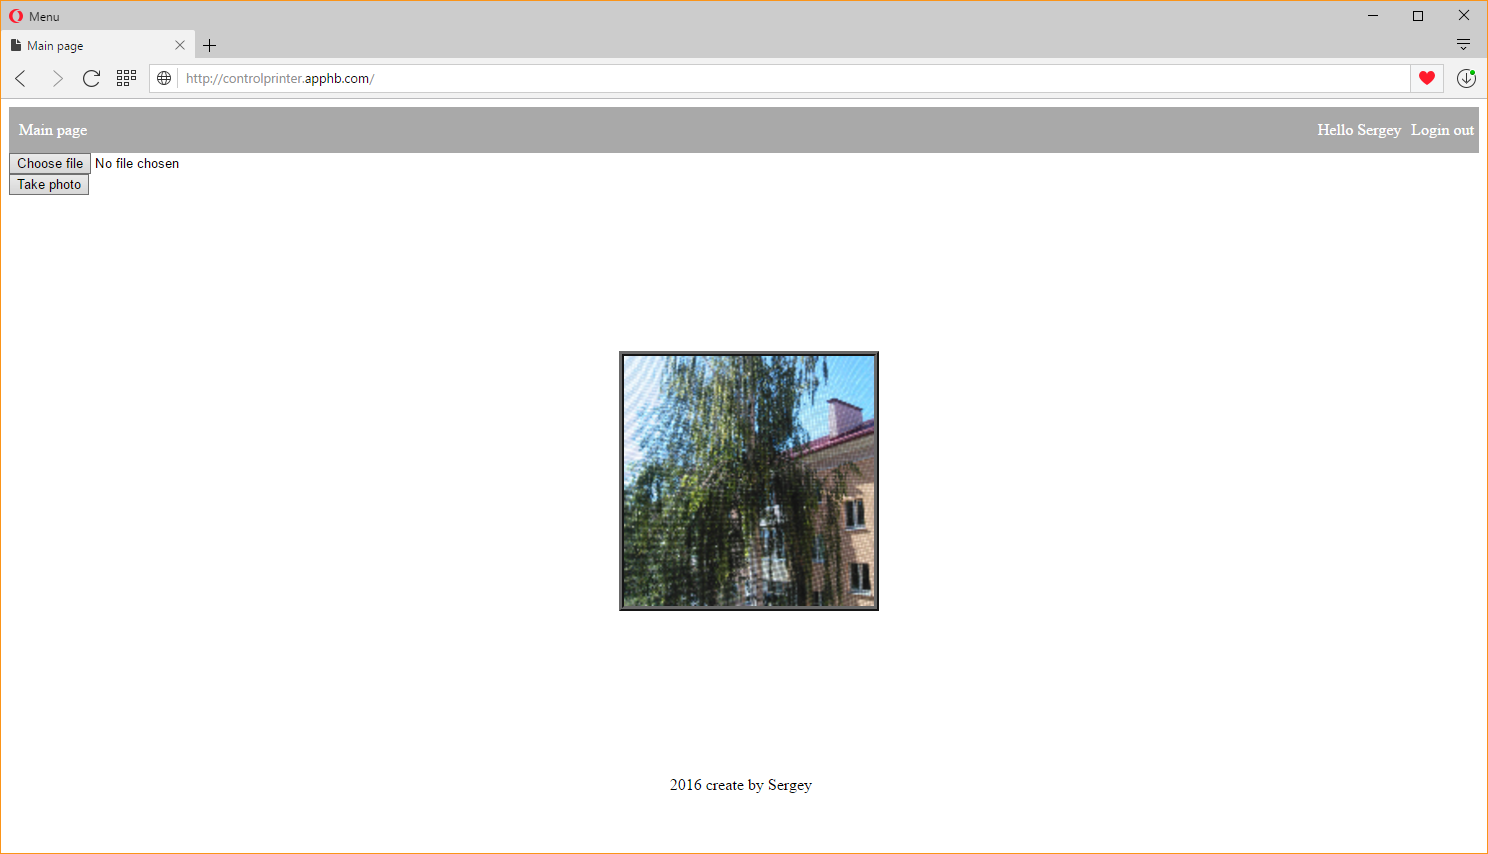 Menu
Main page
http://controlprinter.apphb.com/
Main page
Hello Sergey Login out
Choose file No file chosen
Take photo
2016 create by Sergey